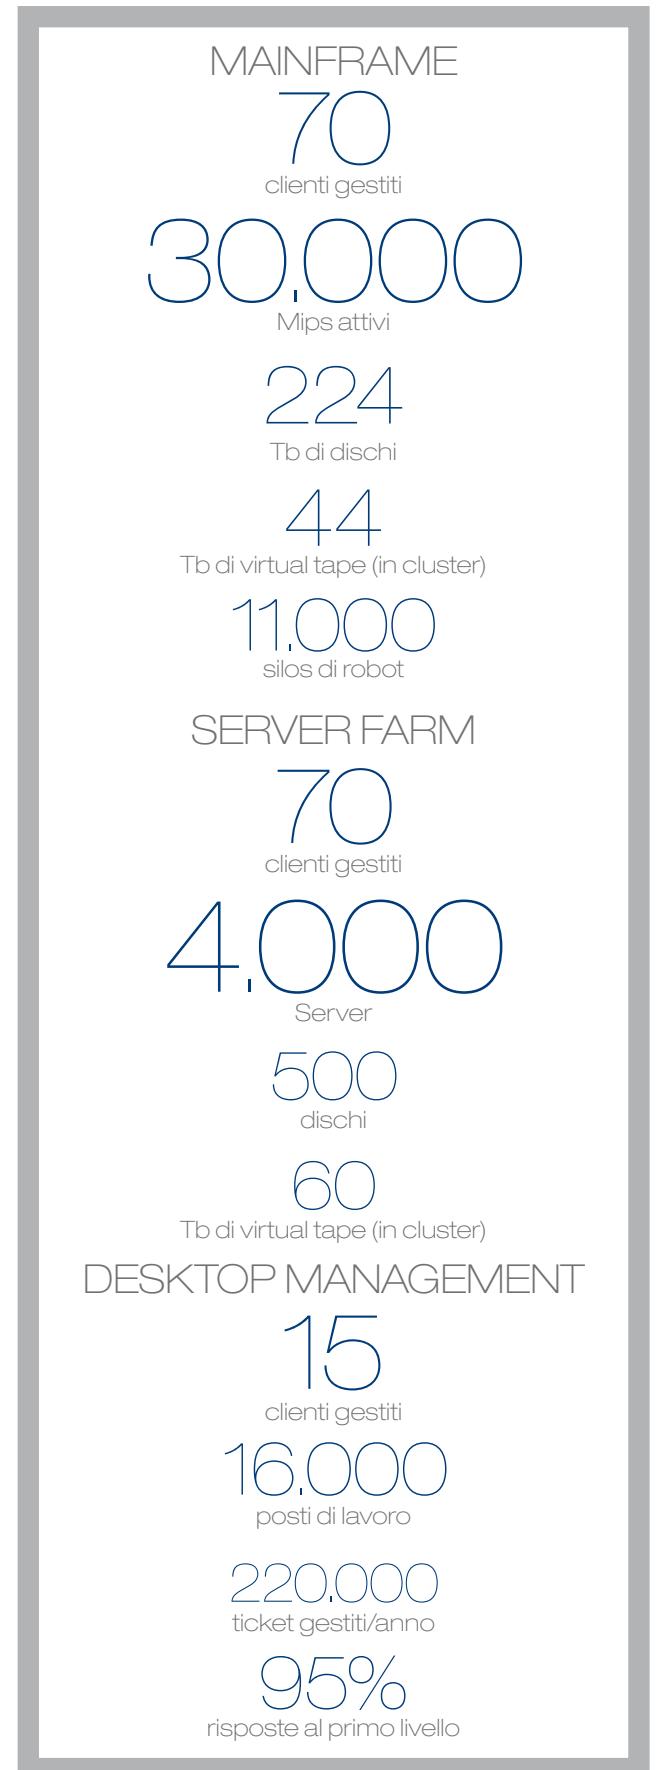 MAINFRAME
70
clienti gestiti
30.000
Mips attivi
224
Tb di dischi
44
Tb di virtual tape (in cluster)
11.000
silos di robot
SERVER FARM
70
clienti gestiti
4.000
Server
500
dischi
60
Tb di virtual tape (in cluster)
DESKTOP MANAGEMENT
15
clienti gestiti
16.000
posti di lavoro
220.000
ticket gestiti/anno
95%
risposte al primo livello